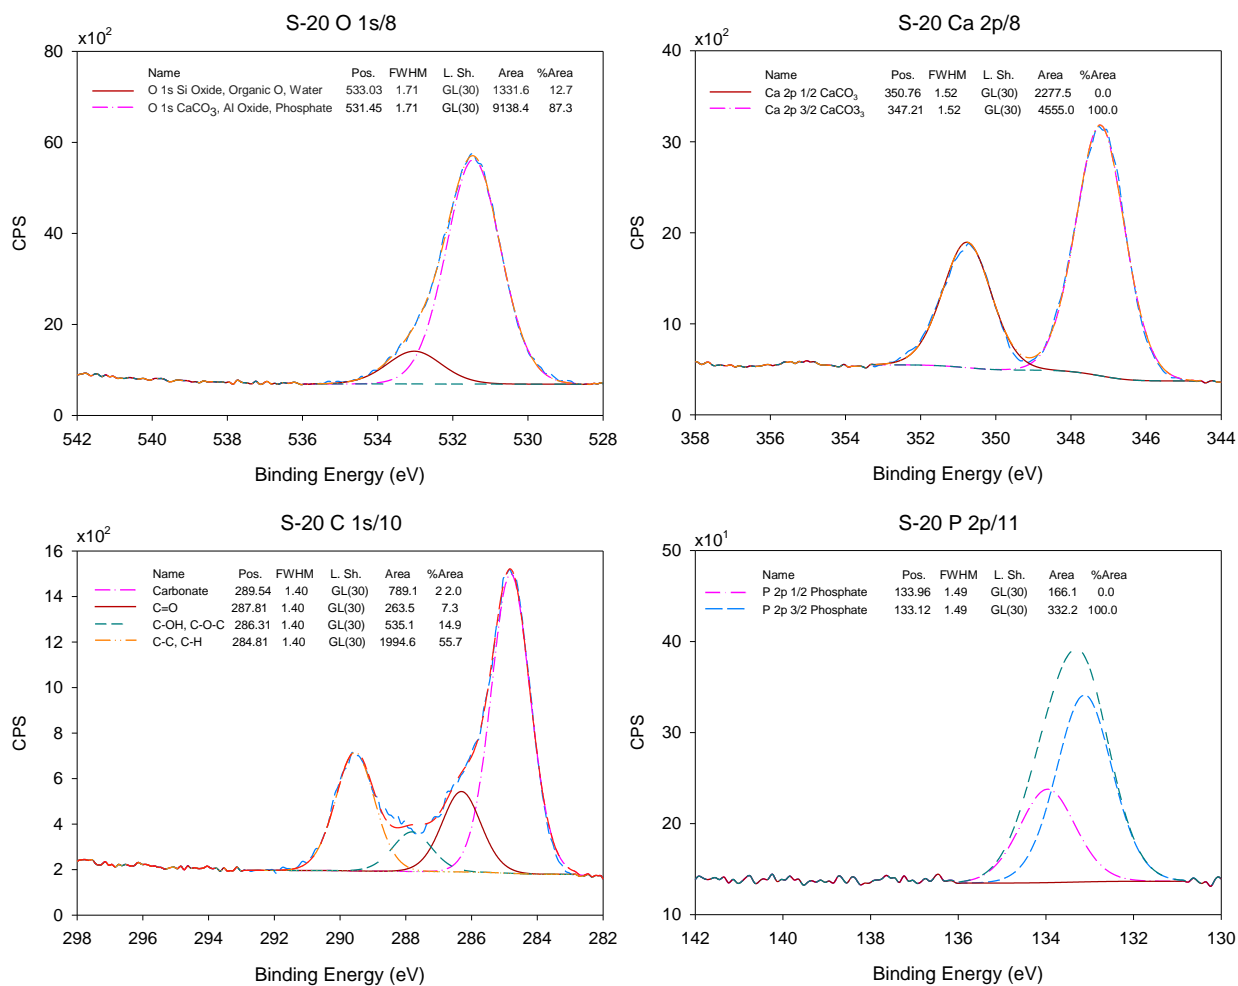 S-20 O 1s/8
x10²
Name Pos. FWHM L. Sh. Area %Area
O 1s Si Oxide, Organic O, Water 533.03 1.71 GL(30) 1331.6 12.7
O 1s CaCO₃, Al Oxide, Phosphate 531.45 1.71 GL(30) 9138.4 87.3
80
60
40
20
0
CPS
542 540 538 536 534 532 530 528
Binding Energy (eV)
S-20 Ca 2p/8
x10²
Name Pos. FWHM L. Sh. Area %Area
Ca 2p 1/2 CaCO₃ 350.76 1.52 GL(30) 2277.5 0.0
Ca 2p 3/2 CaCO3₃ 347.21 1.52 GL(30) 4555.0 100.0
40
30
20
10
0
CPS
358 356 354 352 350 348 346 344
Binding Energy (eV)
S-20 C 1s/10
x10²
Name Pos. FWHM L. Sh. Area %Area
Carbonate 289.54 1.40 GL(30) 789.1 2 2.0
C=O 287.81 1.40 GL(30) 263.5 7.3
C-OH, C-O-C 286.31 1.40 GL(30) 535.1 14.9
C-C, C-H 284.81 1.40 GL(30) 1994.6 55.7
16
14
12
10
8
6
4
2
0
CPS
298 296 294 292 290 288 286 284 282
Binding Energy (eV)
S-20 P 2p/11
x10¹
Name Pos. FWHM L. Sh. Area %Area
P 2p 1/2 Phosphate 133.96 1.49 GL(30) 166.1 0.0
P 2p 3/2 Phosphate 133.12 1.49 GL(30) 332.2 100.0
50
40
30
20
10
CPS
142 140 138 136 134 132 130
Binding Energy (eV)